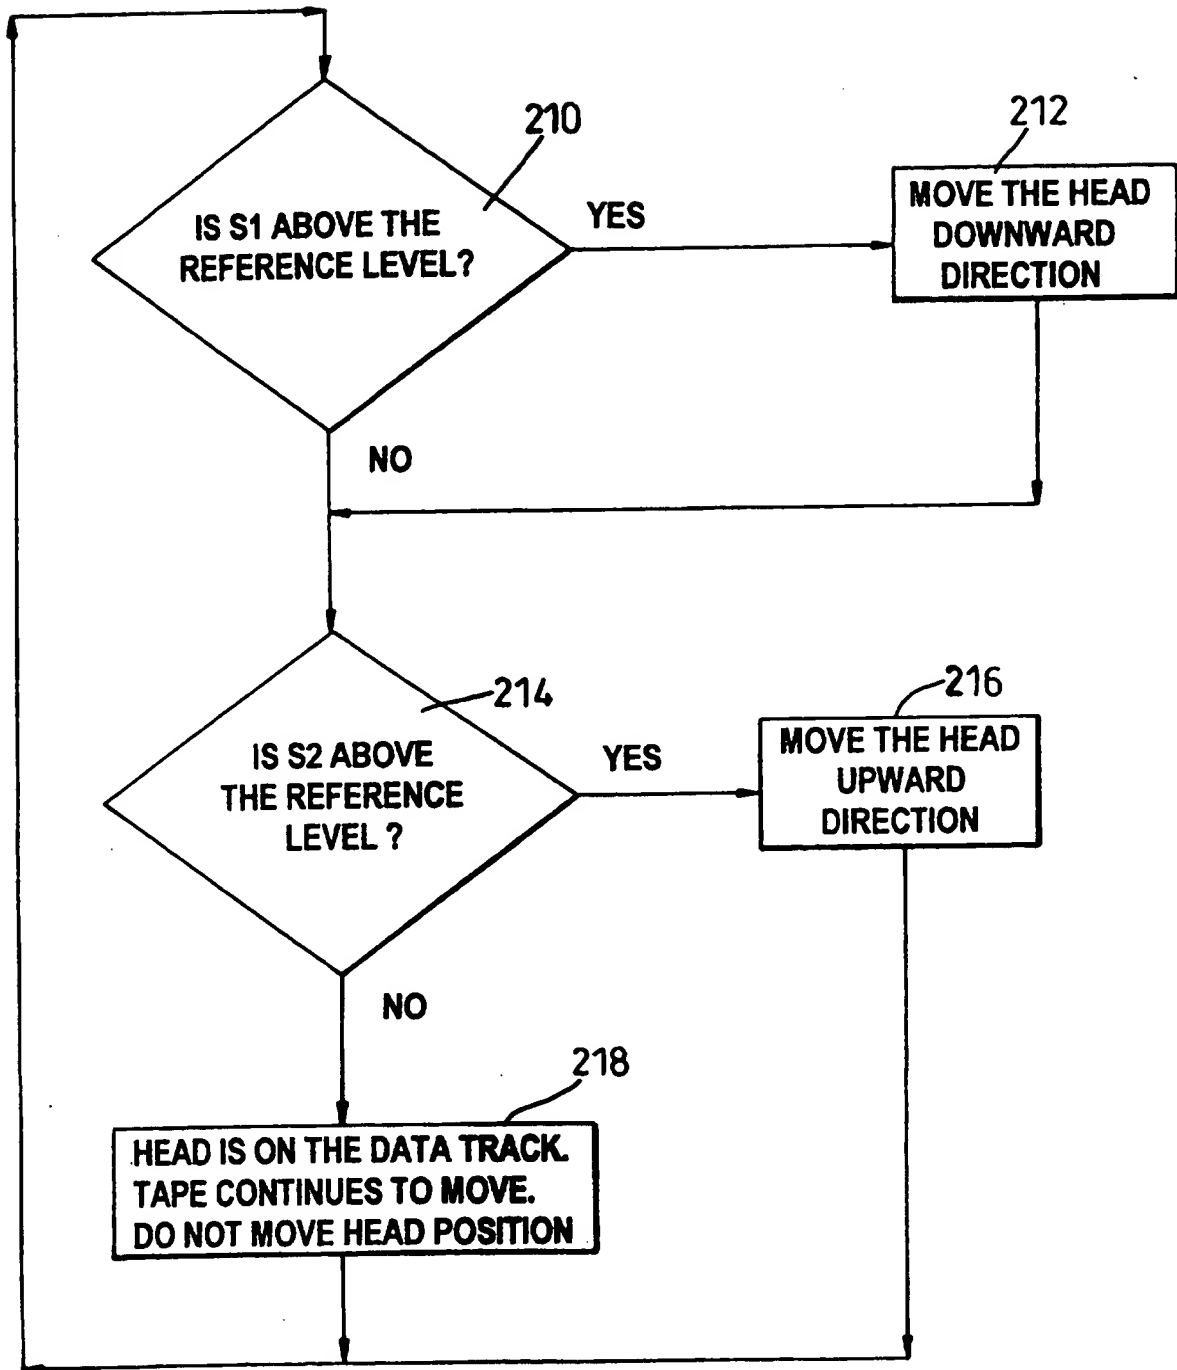 210
IS S1 ABOVE THE
REFERENCE LEVEL?
YES
212
MOVE THE HEAD
DOWNWARD
DIRECTION
NO
214
IS S2 ABOVE
THE REFERENCE
LEVEL ?
YES
216
MOVE THE HEAD
UPWARD
DIRECTION
NO
218
HEAD IS ON THE DATA TRACK.
TAPE CONTINUES TO MOVE.
DO NOT MOVE HEAD POSITION